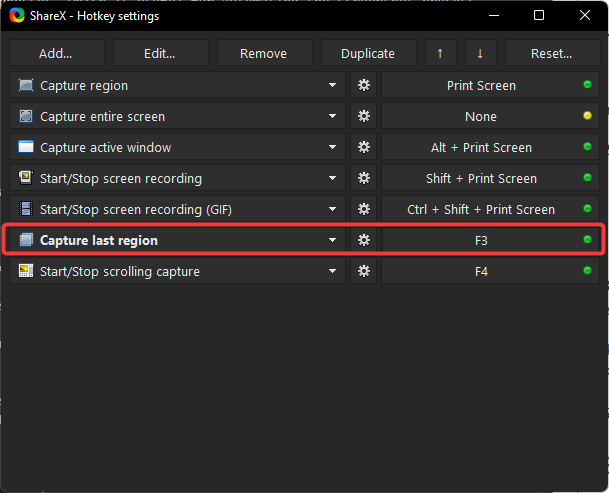 ShareX - Hotkey settings
Add... Edit... Remove Duplicate ↑ ↓ Reset...
Capture region Print Screen
Capture entire screen None
Capture active window Alt + Print Screen
Start/Stop screen recording Shift + Print Screen
Start/Stop screen recording (GIF) Ctrl + Shift + Print Screen
Capture last region F3
Start/Stop scrolling capture F4